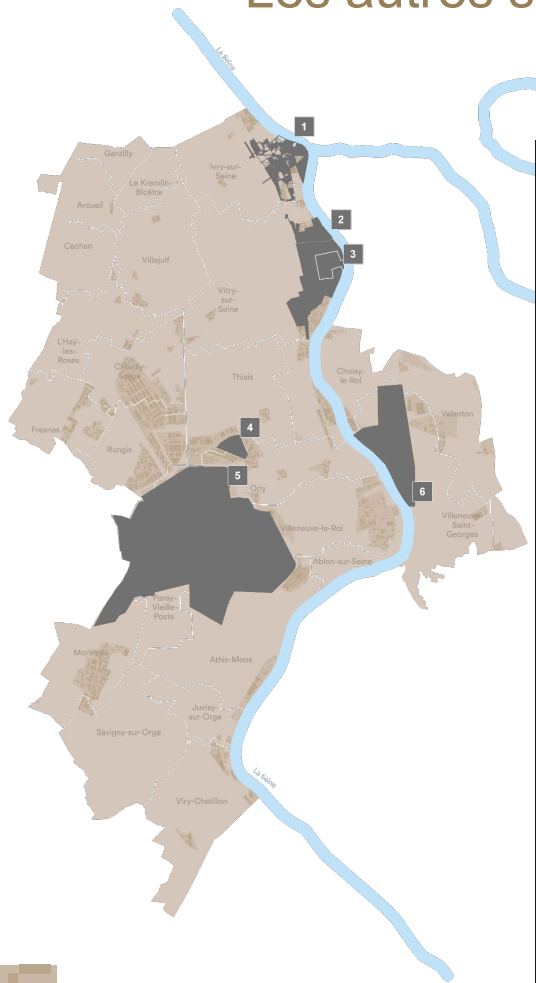 Les autres s
La Seine
1
Gentilly
Ivry-sur-
Seine
Le Kremlin-
Bicêtre
Arcueil
2
Cachan
3
Villejuif
Vitry-
sur-
Seine
L'Haÿ-
les-
Roses
Chevilly-
Thiais
Choisy-
le-Roi
Valenton
Fresnes
4
Rungis
5
Orly
6
Villeneuve-le-Roi
Villeneuve-
Saint-
Georges
Ablon-sur-Seine
Paray-
Vieille-
Poste
Morangis
Athis-Mons
Juvisy-
sur-Orge
Savigny-sur-Orge
La Seine
Viry-Chatillon